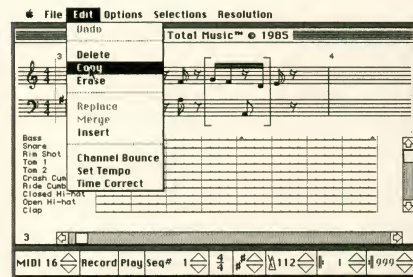 File Edit Options Selections Resolution
Undo
Total Music™ © 1985
Delete
Copy
Erase
Replace
Merge
Insert
Channel Bounce
Set Tempo
Time Correct
3
4
Bass
Snare
Rim Shot
Tom 1
Tom 2
Crash Cym
Ride Cymb
Closed Hi-hat
Open Hi-hat
Clap
3
MIDI 16 Record Play Seq# 1 4/4 112 1 999